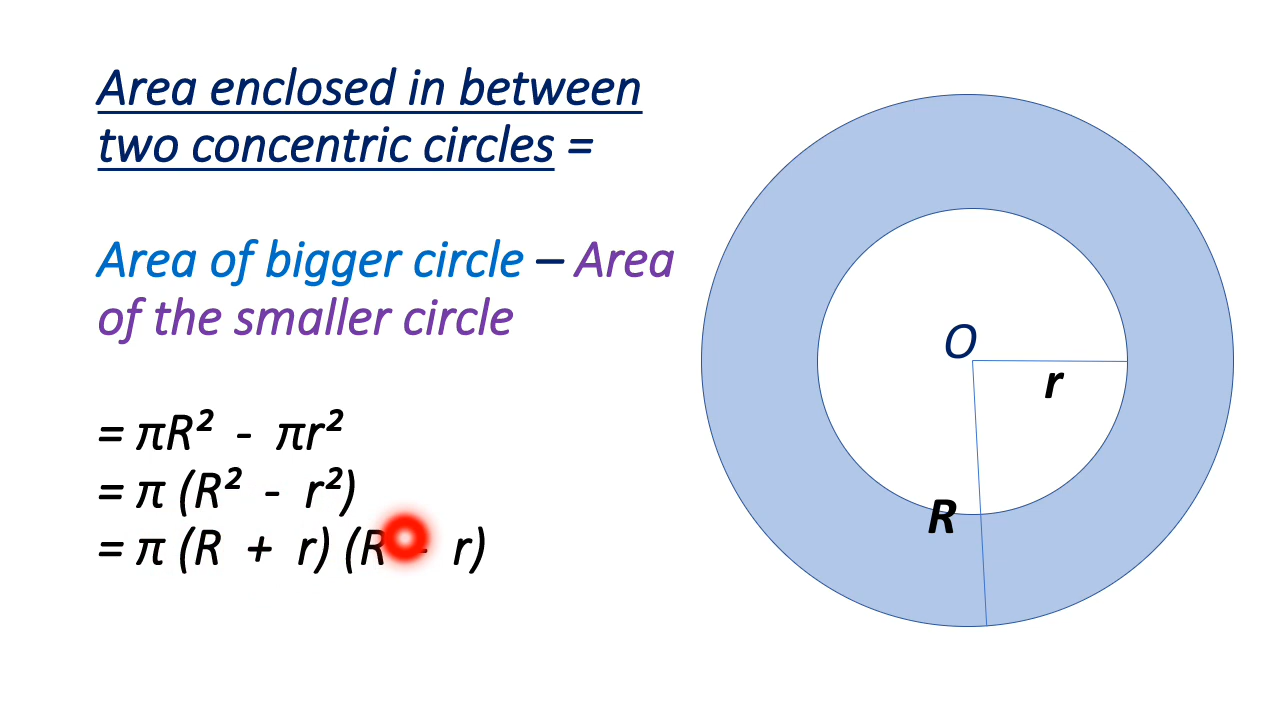 Area enclosed in between
two concentric circles =
Area of bigger circle – Area
of the smaller circle
= πR² - πr²
= π (R² - r²)
= π (R + r) (R - r)
O
r
R